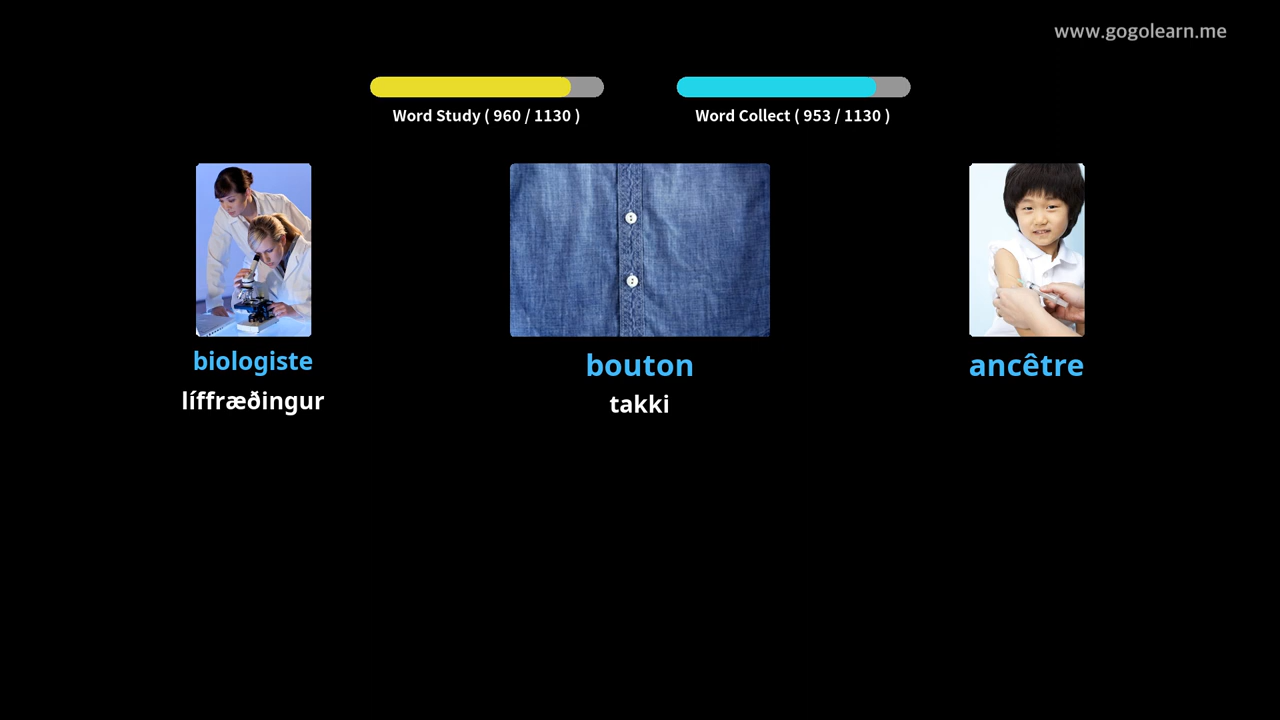 www.gogolearn.me
Word Study ( 960 / 1130 )
Word Collect ( 953 / 1130 )
biologiste
líffræðingur
bouton
takki
ancêtre